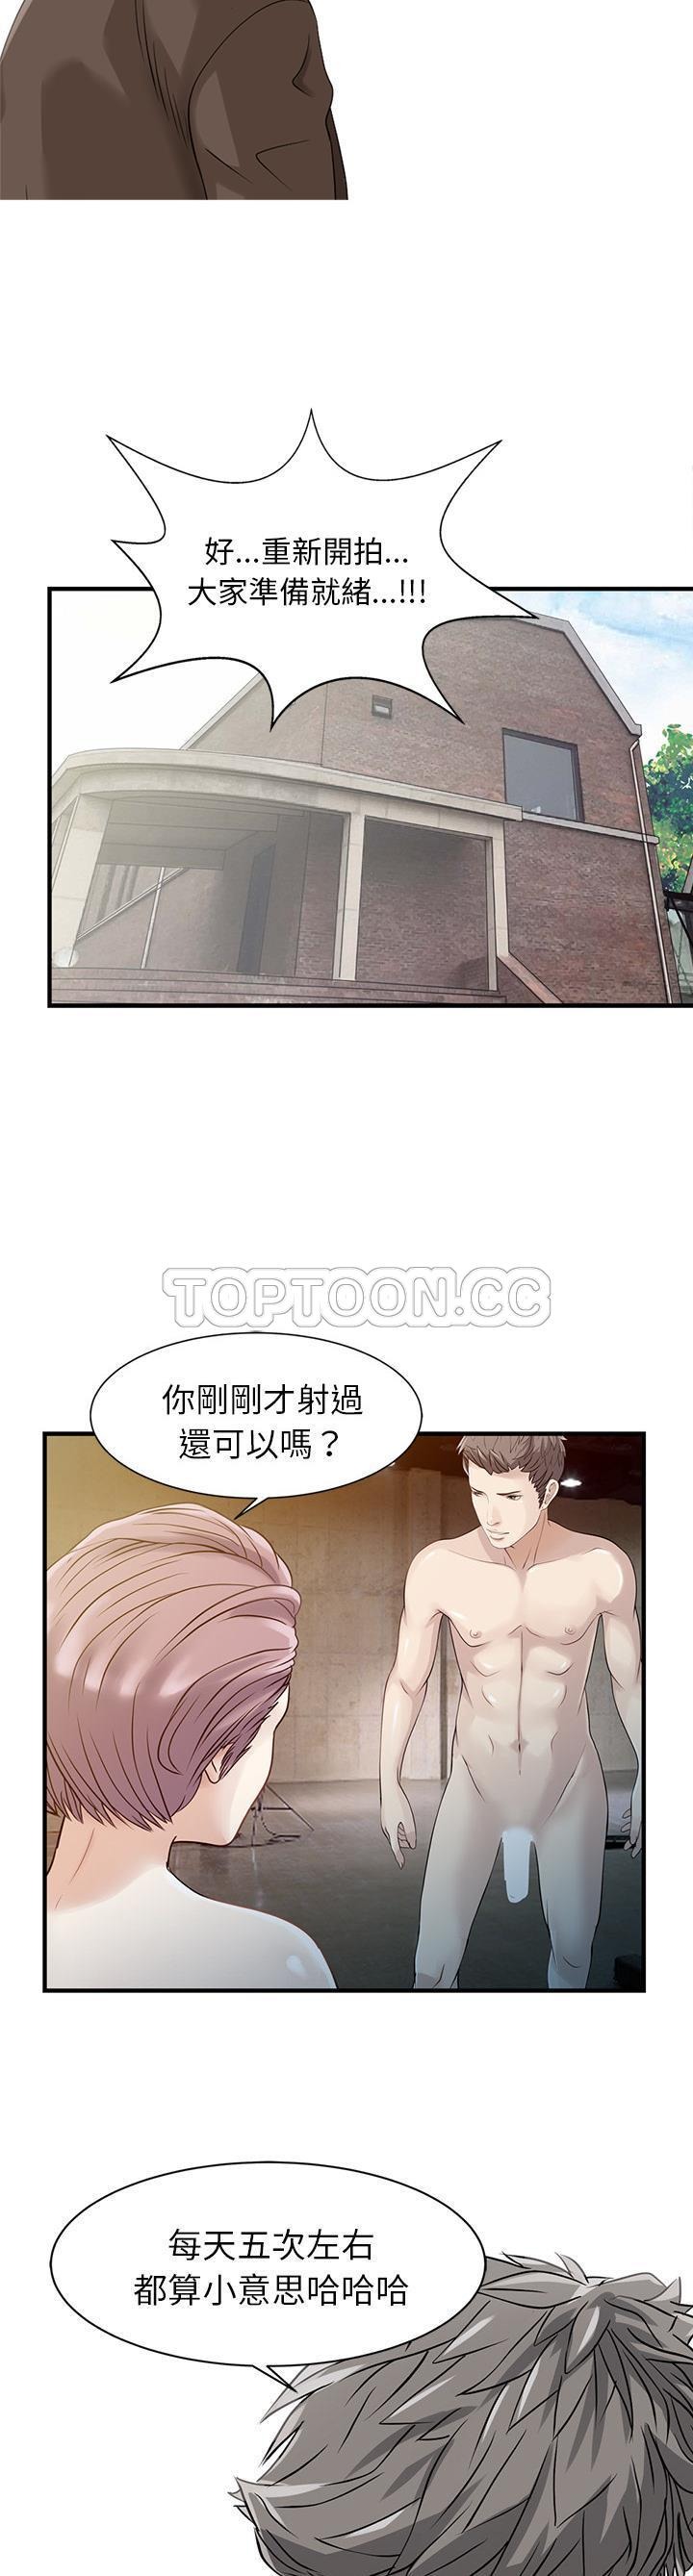 好...重新開拍...
大家準備就緒...!!!
TOPTOON.CC
你剛剛才射過
還可以嗎？
每天五次左右
都算小意思哈哈哈